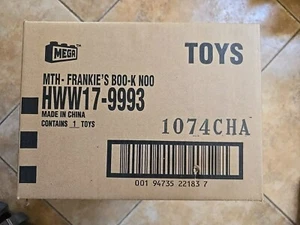 MEGA
TOYS
MTH- FRANKIE'S BOO-K NOO
HWW17-9993
MADE IN CHINA
CONTAINS 1 TOYS
1074CHA
001 94735 22183 7